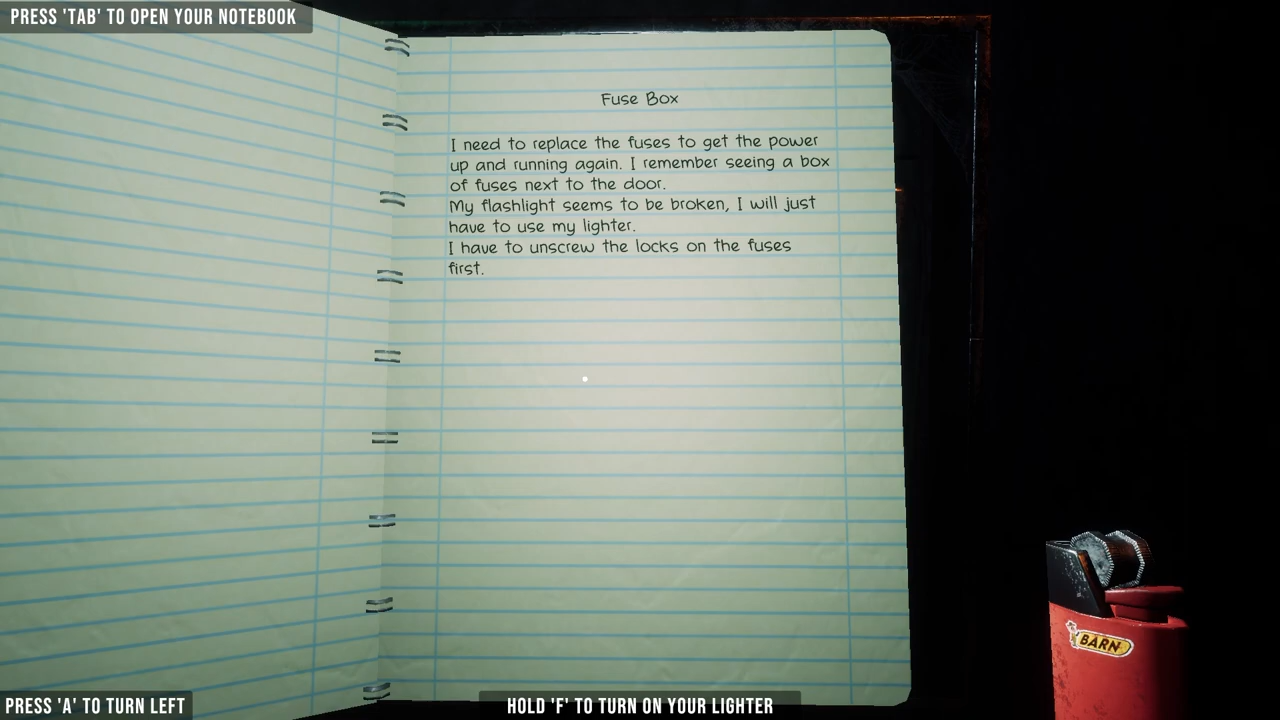 PRESS 'TAB' TO OPEN YOUR NOTEBOOK
Fuse Box
I need to replace the fuses to get the power
up and running again. I remember seeing a box
of fuses next to the door.
My flashlight seems to be broken, I will just
have to use my lighter.
I have to unscrew the locks on the fuses
first.
BARN
PRESS 'A' TO TURN LEFT
HOLD 'F' TO TURN ON YOUR LIGHTER